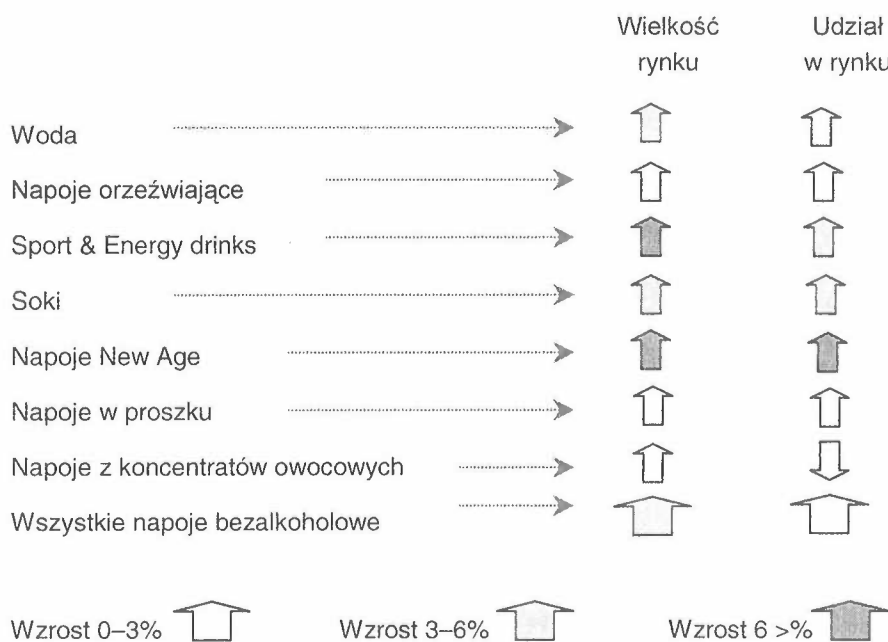 Wielkość Udział
rynku w rynku
Woda
Napoje orzeźwiające
Sport & Energy drinks
Soki
Napoje New Age
Napoje w proszku
Napoje z koncentratów owocowych
Wszystkie napoje bezalkoholowe
Wzrost 0–3% Wzrost 3–6% Wzrost 6 >%